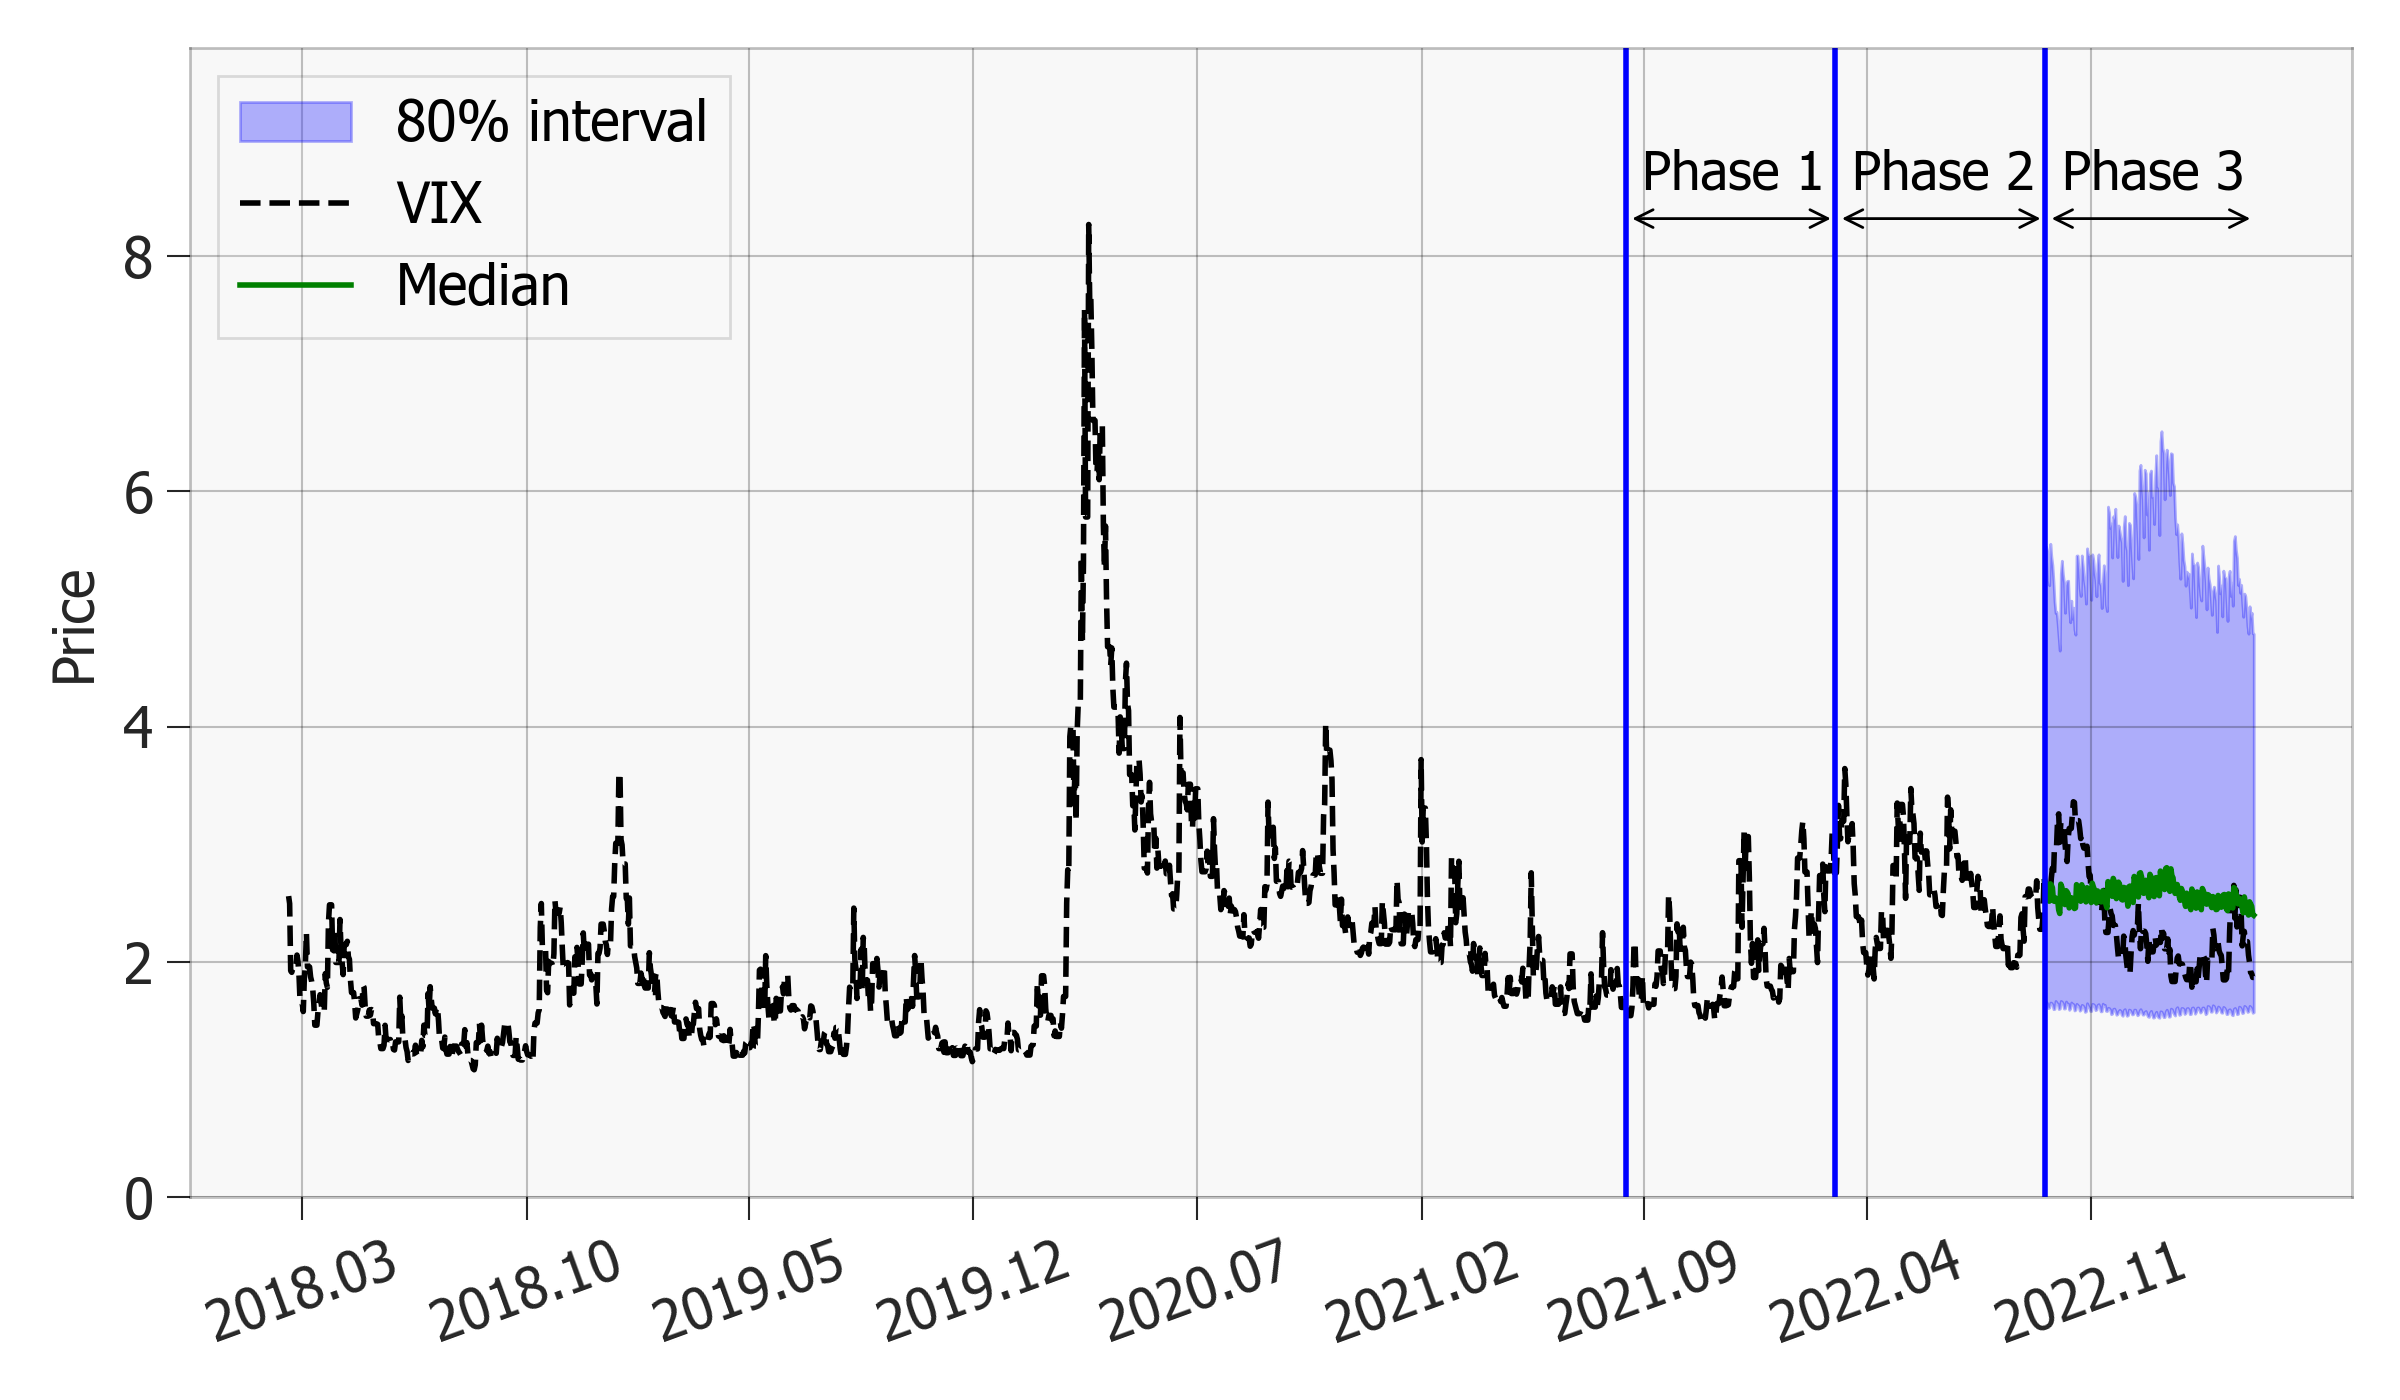 80% interval
VIX
Median
Phase 1
Phase 2
Phase 3
Price
8
6
4
2
0
2018.03
2018.10
2019.05
2019.12
2020.07
2021.02
2021.09
2022.04
2022.11